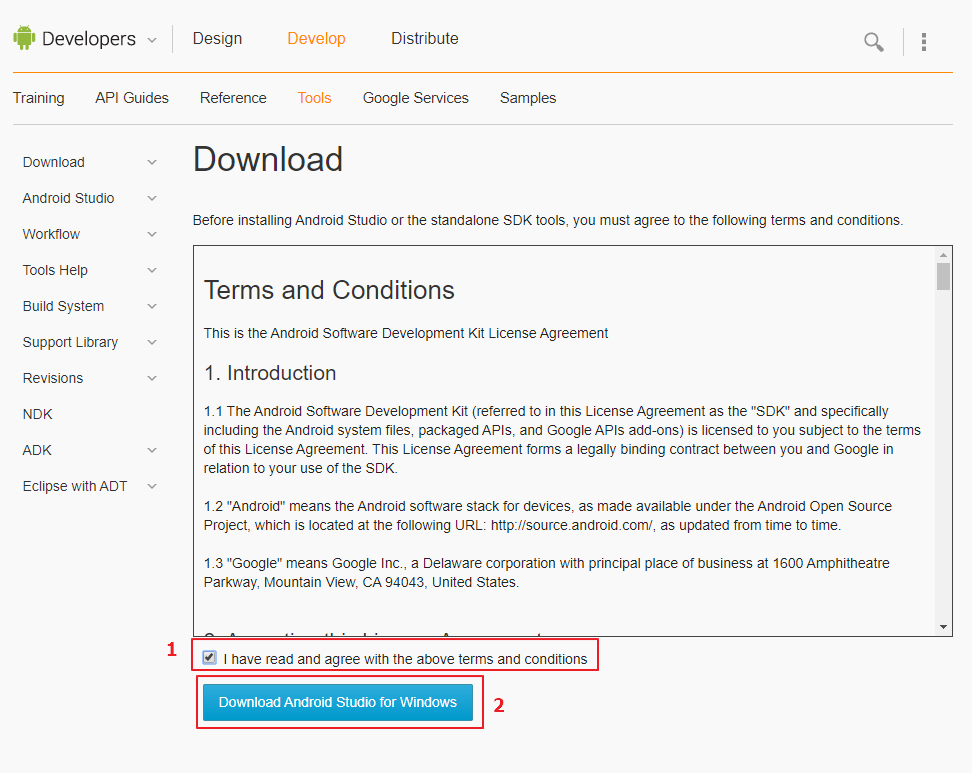 Developers Design Develop Distribute
Training API Guides Reference Tools Google Services Samples
Download
Android Studio
Workflow
Tools Help
Build System
Support Library
Revisions
NDK
ADK
Eclipse with ADT
Download
Before installing Android Studio or the standalone SDK tools, you must agree to the following terms and conditions.
Terms and Conditions
This is the Android Software Development Kit License Agreement
1. Introduction
1.1 The Android Software Development Kit (referred to in this License Agreement as the "SDK" and specifically
including the Android system files, packaged APIs, and Google APIs add-ons) is licensed to you subject to the terms
of this License Agreement. This License Agreement forms a legally binding contract between you and Google in
relation to your use of the SDK.
1.2 "Android" means the Android software stack for devices, as made available under the Android Open Source
Project, which is located at the following URL: http://source.android.com/, as updated from time to time.
1.3 "Google" means Google Inc., a Delaware corporation with principal place of business at 1600 Amphitheatre
Parkway, Mountain View, CA 94043, United States.
1 I have read and agree with the above terms and conditions
Download Android Studio for Windows 2